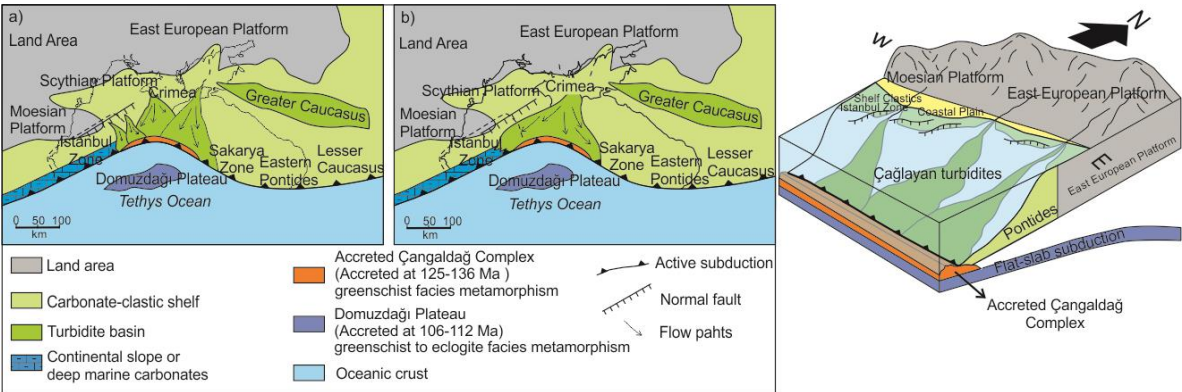 a)
East European Platform
Land Area
Scythian Platform
Crimea
Greater Caucasus
Moesian
Platform
Istanbul
Zone
Sakarya
Zone
Eastern
Pontides
Lesser
Caucasus
Domuzdağı Plateau
Tethys Ocean
0 50 100
km
b)
East European Platform
Land Area
Scythian Platform
Crimea
Greater Caucasus
Moesian
Platform
Istanbul
Zone
Sakarya
Zone
Eastern
Pontides
Lesser
Caucasus
Domuzdağı Plateau
Tethys Ocean
0 50 100
km
Land area
Carbonate-clastic shelf
Turbidite basin
Continental slope or
deep marine carbonates
Accreted Çangaldağ Complex
(Accreted at 125-136 Ma )
greenschist facies metamorphism
Domuzdağı Plateau
(Accreted at 106-112 Ma)
greenschist to eclogite facies metamorphism
Oceanic crust
Active subduction
Normal fault
Flow pahts
N
W
Moesian Platform
East European Platform
Shelf Clastics
Istanbul Zone
Coastal Plain
E
East European Platform
Çağlayan turbidites
Pontides
Flat-slab subduction
Accreted Çangaldağ
Complex